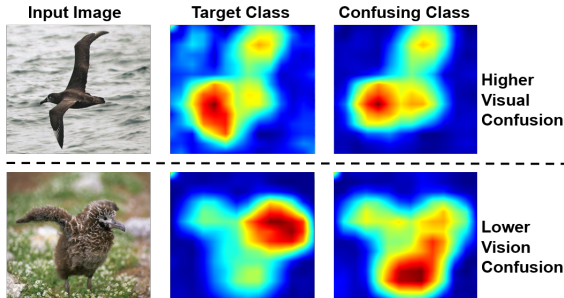 Input Image
Target Class
Confusing Class
Higher
Visual
Confusion
Lower
Vision
Confusion